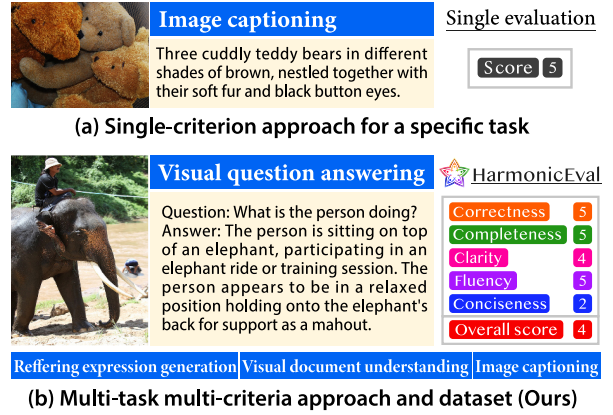 Image captioning
Single evaluation
Three cuddly teddy bears in different
shades of brown, nestled together with
their soft fur and black button eyes.
Score 5
(a) Single-criterion approach for a specific task
Visual question answering
HarmonicEval
Question: What is the person doing?
Answer: The person is sitting on top
of an elephant, participating in an
elephant ride or training session. The
person appears to be in a relaxed
position holding onto the elephant's
back for support as a mahout.
Correctness 5
Completeness 5
Clarity 4
Fluency 5
Conciseness 2
Overall score 4
Reffering expression generation Visual document understanding Image captioning
(b) Multi-task multi-criteria approach and dataset (Ours)